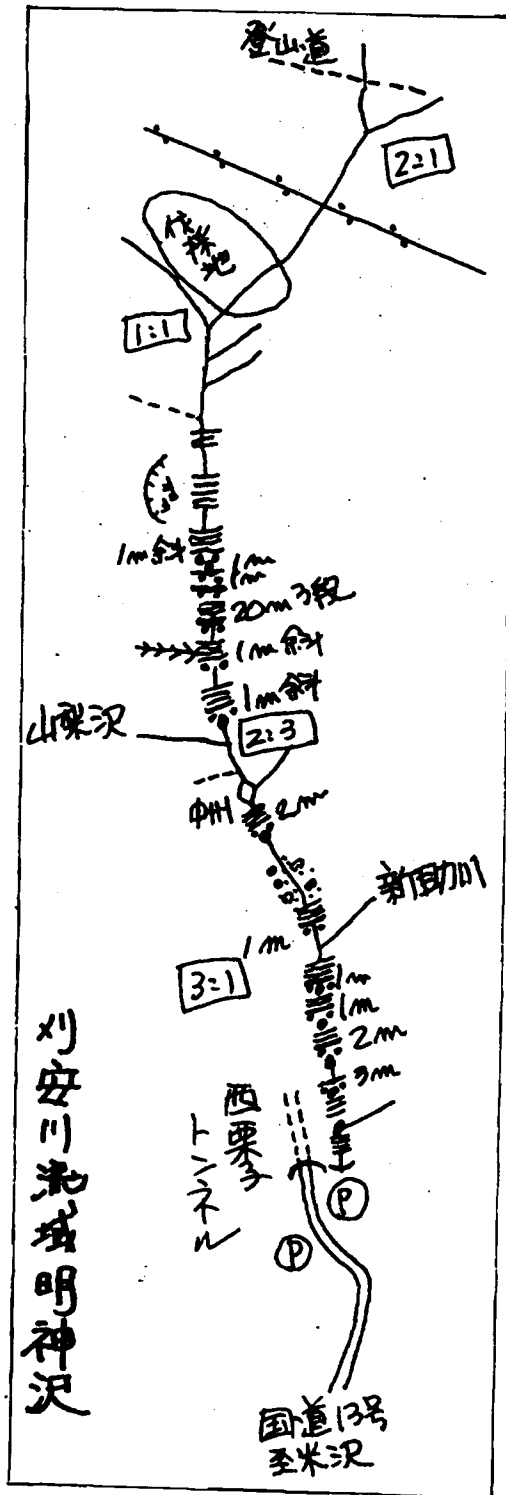 登山道
2:1
伐採地
1:1
1m斜
1m
1m
20m3段
1m斜
1m斜
山梨沢
2:3
中州
2m
新助川
1m
3:1
1m
1m
2m
3m
西栗子
トンネル
P
P
刈安川流域明神沢
国道13号
至米沢